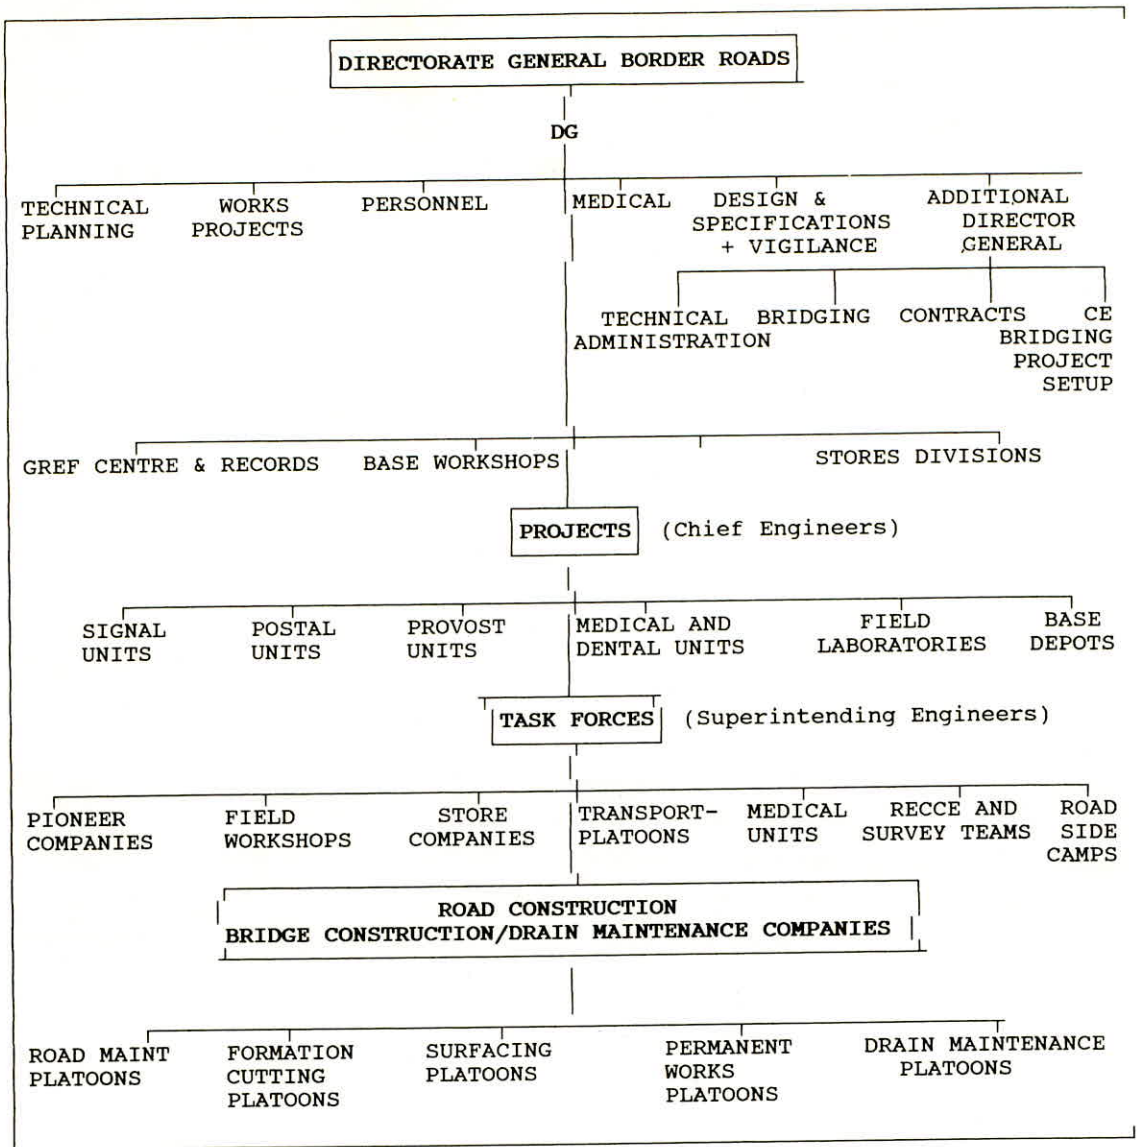 DIRECTORATE GENERAL BORDER ROADS
DG
TECHNICAL PLANNING
WORKS PROJECTS
PERSONNEL
MEDICAL
DESIGN & SPECIFICATIONS + VIGILANCE
ADDITIONAL DIRECTOR GENERAL
TECHNICAL ADMINISTRATION
BRIDGING
CONTRACTS
CE BRIDGING PROJECT SETUP
GREF CENTRE & RECORDS
BASE WORKSHOPS
STORES DIVISIONS
PROJECTS (Chief Engineers)
SIGNAL UNITS
POSTAL UNITS
PROVOST UNITS
MEDICAL AND DENTAL UNITS
FIELD LABORATORIES
BASE DEPOTS
TASK FORCES (Superintending Engineers)
PIONEER COMPANIES
FIELD WORKSHOPS
STORE COMPANIES
TRANSPORT-PLATOONS
MEDICAL UNITS
RECCE AND SURVEY TEAMS
ROAD SIDE CAMPS
ROAD CONSTRUCTION
BRIDGE CONSTRUCTION/DRAIN MAINTENANCE COMPANIES
ROAD MAINT PLATOONS
FORMATION CUTTING PLATOONS
SURFACING PLATOONS
PERMANENT WORKS PLATOONS
DRAIN MAINTENANCE PLATOONS